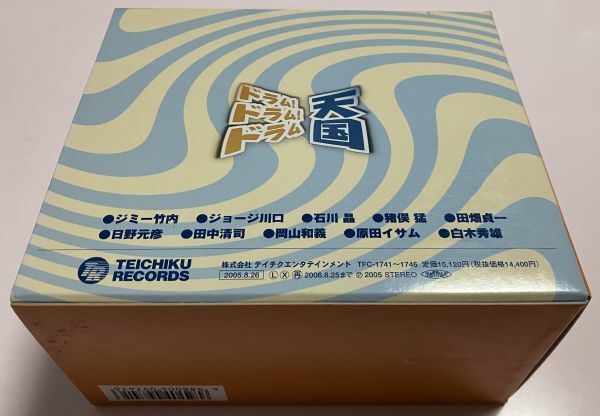 ドラム!
ドラム!
ドラム
天国
●ジミー竹内 ●ジョージ川口 ●石川 晶 ●猪俣 猛 ●田畑貞一
●日野元彦 ●田中清司 ●岡山和義 ●原田イサム ●白木秀雄
TEICHIKU RECORDS
株式会社 テイチクエンタテインメント TFC-1741〜1746 定価15,120円(税抜価格14,400円)
2005.8.26 L X 再 2006.8.25まで ℗ 2005 STEREO